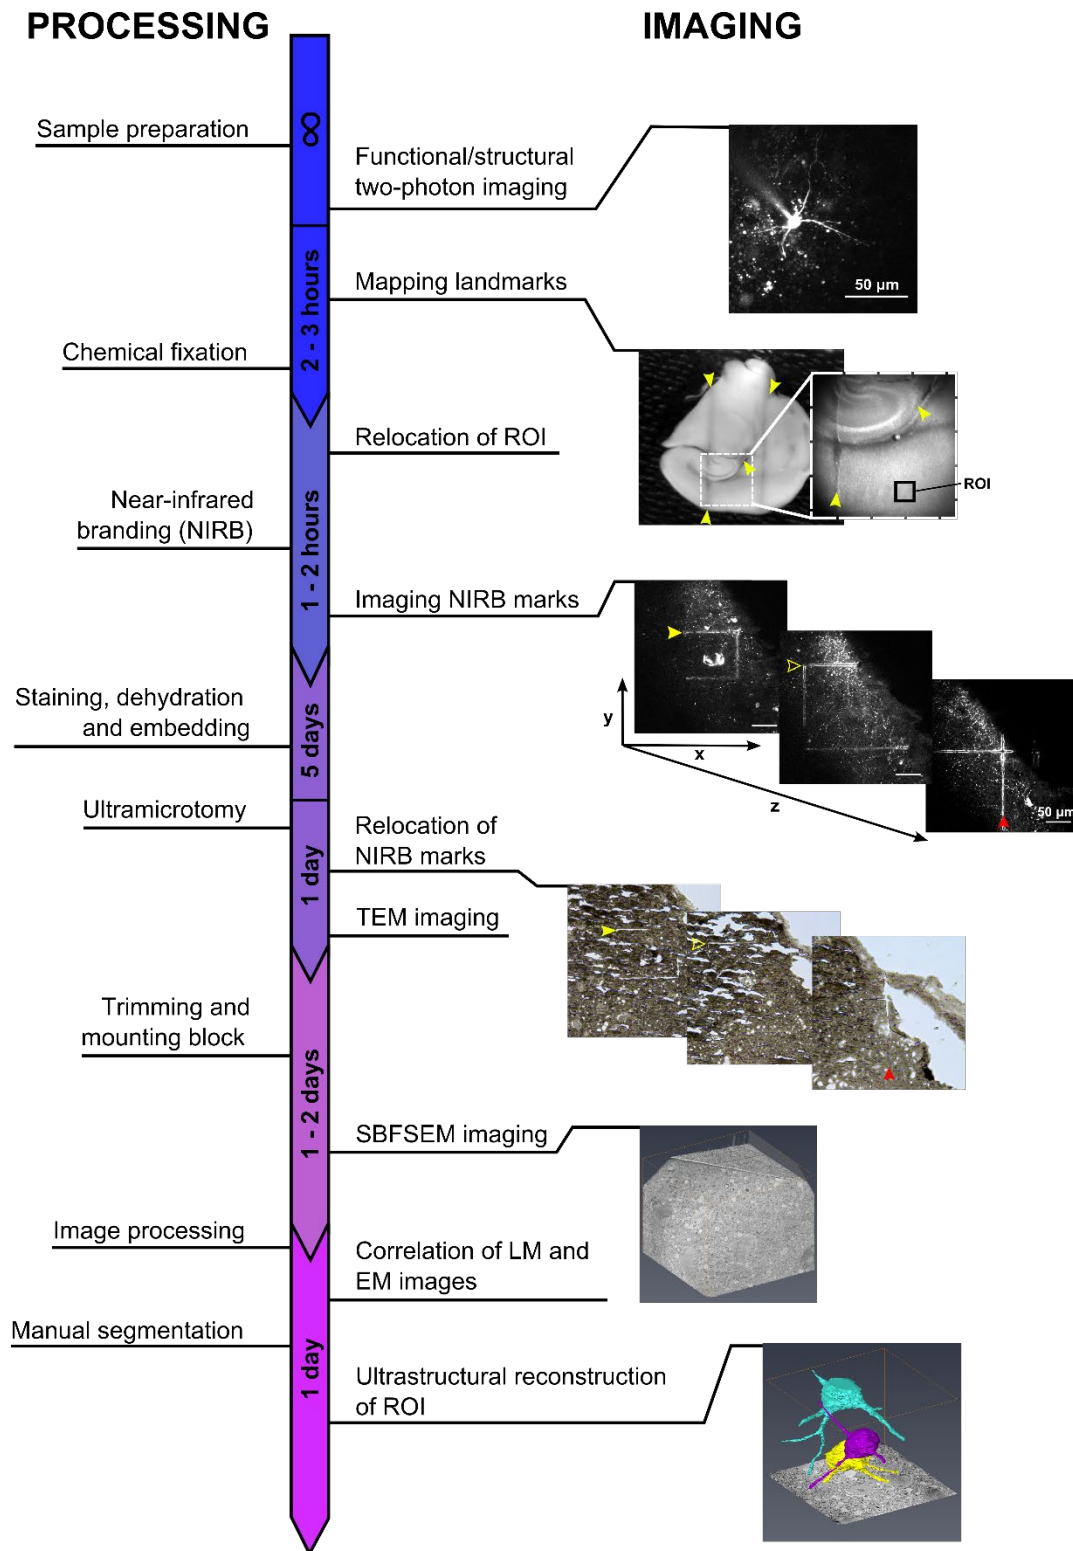 PROCESSING
IMAGING
∞
Sample preparation
Functional/structural
two-photon imaging
50 µm
2 - 3 hours
Mapping landmarks
Chemical fixation
ROI
1 - 2 hours
Relocation of ROI
Near-infrared
branding (NIRB)
Imaging NIRB marks
y
x
z
50 µm
5 days
Staining, dehydration
and embedding
Ultramicrotomy
1 day
Relocation of
NIRB marks
TEM imaging
1 - 2 days
Trimming and
mounting block
SBFSEM imaging
Image processing
Correlation of LM and
EM images
1 day
Manual segmentation
Ultrastructural reconstruction
of ROI